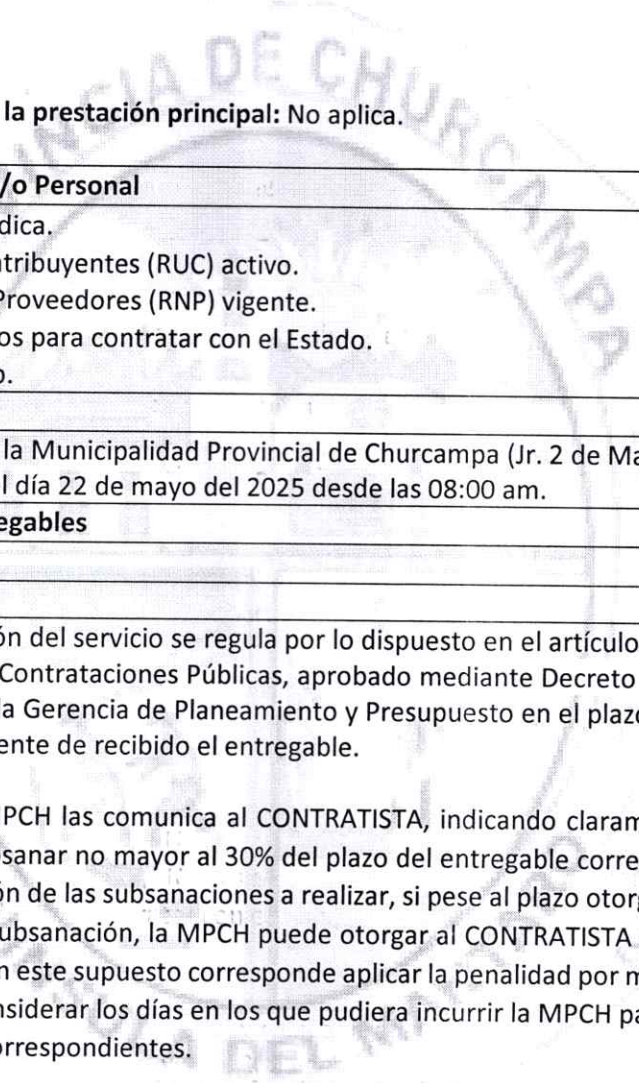 la prestación principal: No aplica.
/o Personal
dica.
tribuyentes (RUC) activo.
Proveedores (RNP) vigente.
os para contratar con el Estado.
o.
la Municipalidad Provincial de Churcampa (Jr. 2 de Ma
l día 22 de mayo del 2025 desde las 08:00 am.
egables
ón del servicio se regula por lo dispuesto en el artículo
Contrataciones Públicas, aprobado mediante Decreto
la Gerencia de Planeamiento y Presupuesto en el plazo
ente de recibido el entregable.
PCH las comunica al CONTRATISTA, indicando claram
sanar no mayor al 30% del plazo del entregable corre
ón de las subsanaciones a realizar, si pese al plazo otorg
ubsanación, la MPCH puede otorgar al CONTRATISTA
n este supuesto corresponde aplicar la penalidad por m
nsiderar los días en los que pudiera incurrir la MPCH pa
orrespondientes.
INCIA DE CHURCAMPA
DEL